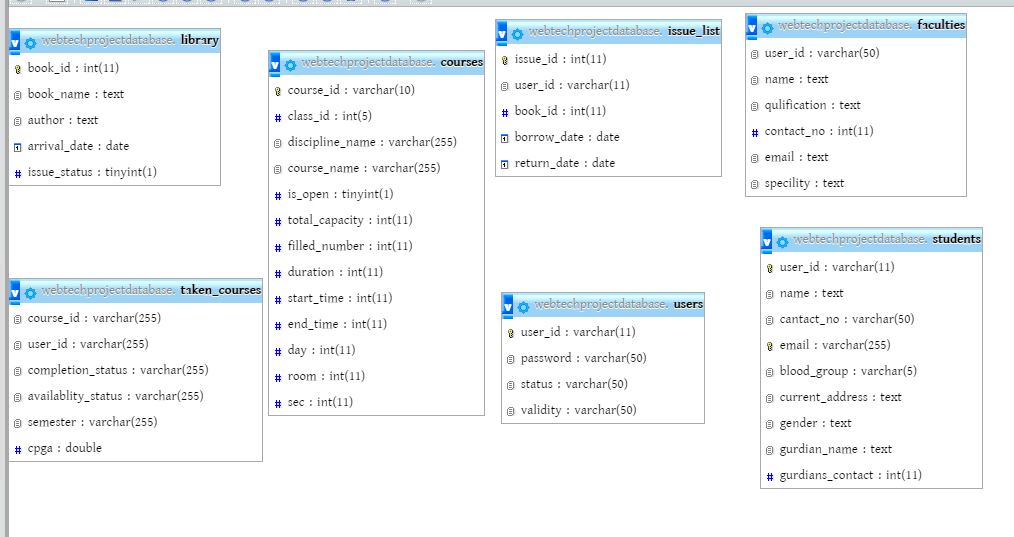 webtechprojectdatabase. library
book_id : int(11)
book_name : text
author : text
arrival_date : date
issue_status : tinyint(1)
webtechprojectdatabase. courses
course_id : varchar(10)
class_id : int(5)
discipline_name : varchar(255)
course_name : varchar(255)
is_open : tinyint(1)
total_capacity : int(11)
filled_number : int(11)
duration : int(11)
start_time : int(11)
end_time : int(11)
day : int(11)
room : int(11)
sec : int(11)
webtechprojectdatabase. issue_list
issue_id : int(11)
user_id : varchar(11)
book_id : int(11)
borrow_date : date
return_date : date
webtechprojectdatabase. faculties
user_id : varchar(50)
name : text
qulification : text
contact_no : int(11)
email : text
specility : text
webtechprojectdatabase. taken_courses
course_id : varchar(255)
user_id : varchar(255)
completion_status : varchar(255)
availablity_status : varchar(255)
semester : varchar(255)
cpga : double
webtechprojectdatabase. users
user_id : varchar(11)
password : varchar(50)
status : varchar(50)
validity : varchar(50)
webtechprojectdatabase. students
user_id : varchar(11)
name : text
cantact_no : varchar(50)
email : varchar(255)
blood_group : varchar(5)
current_address : text
gender : text
gurdian_name : text
gurdians_contact : int(11)